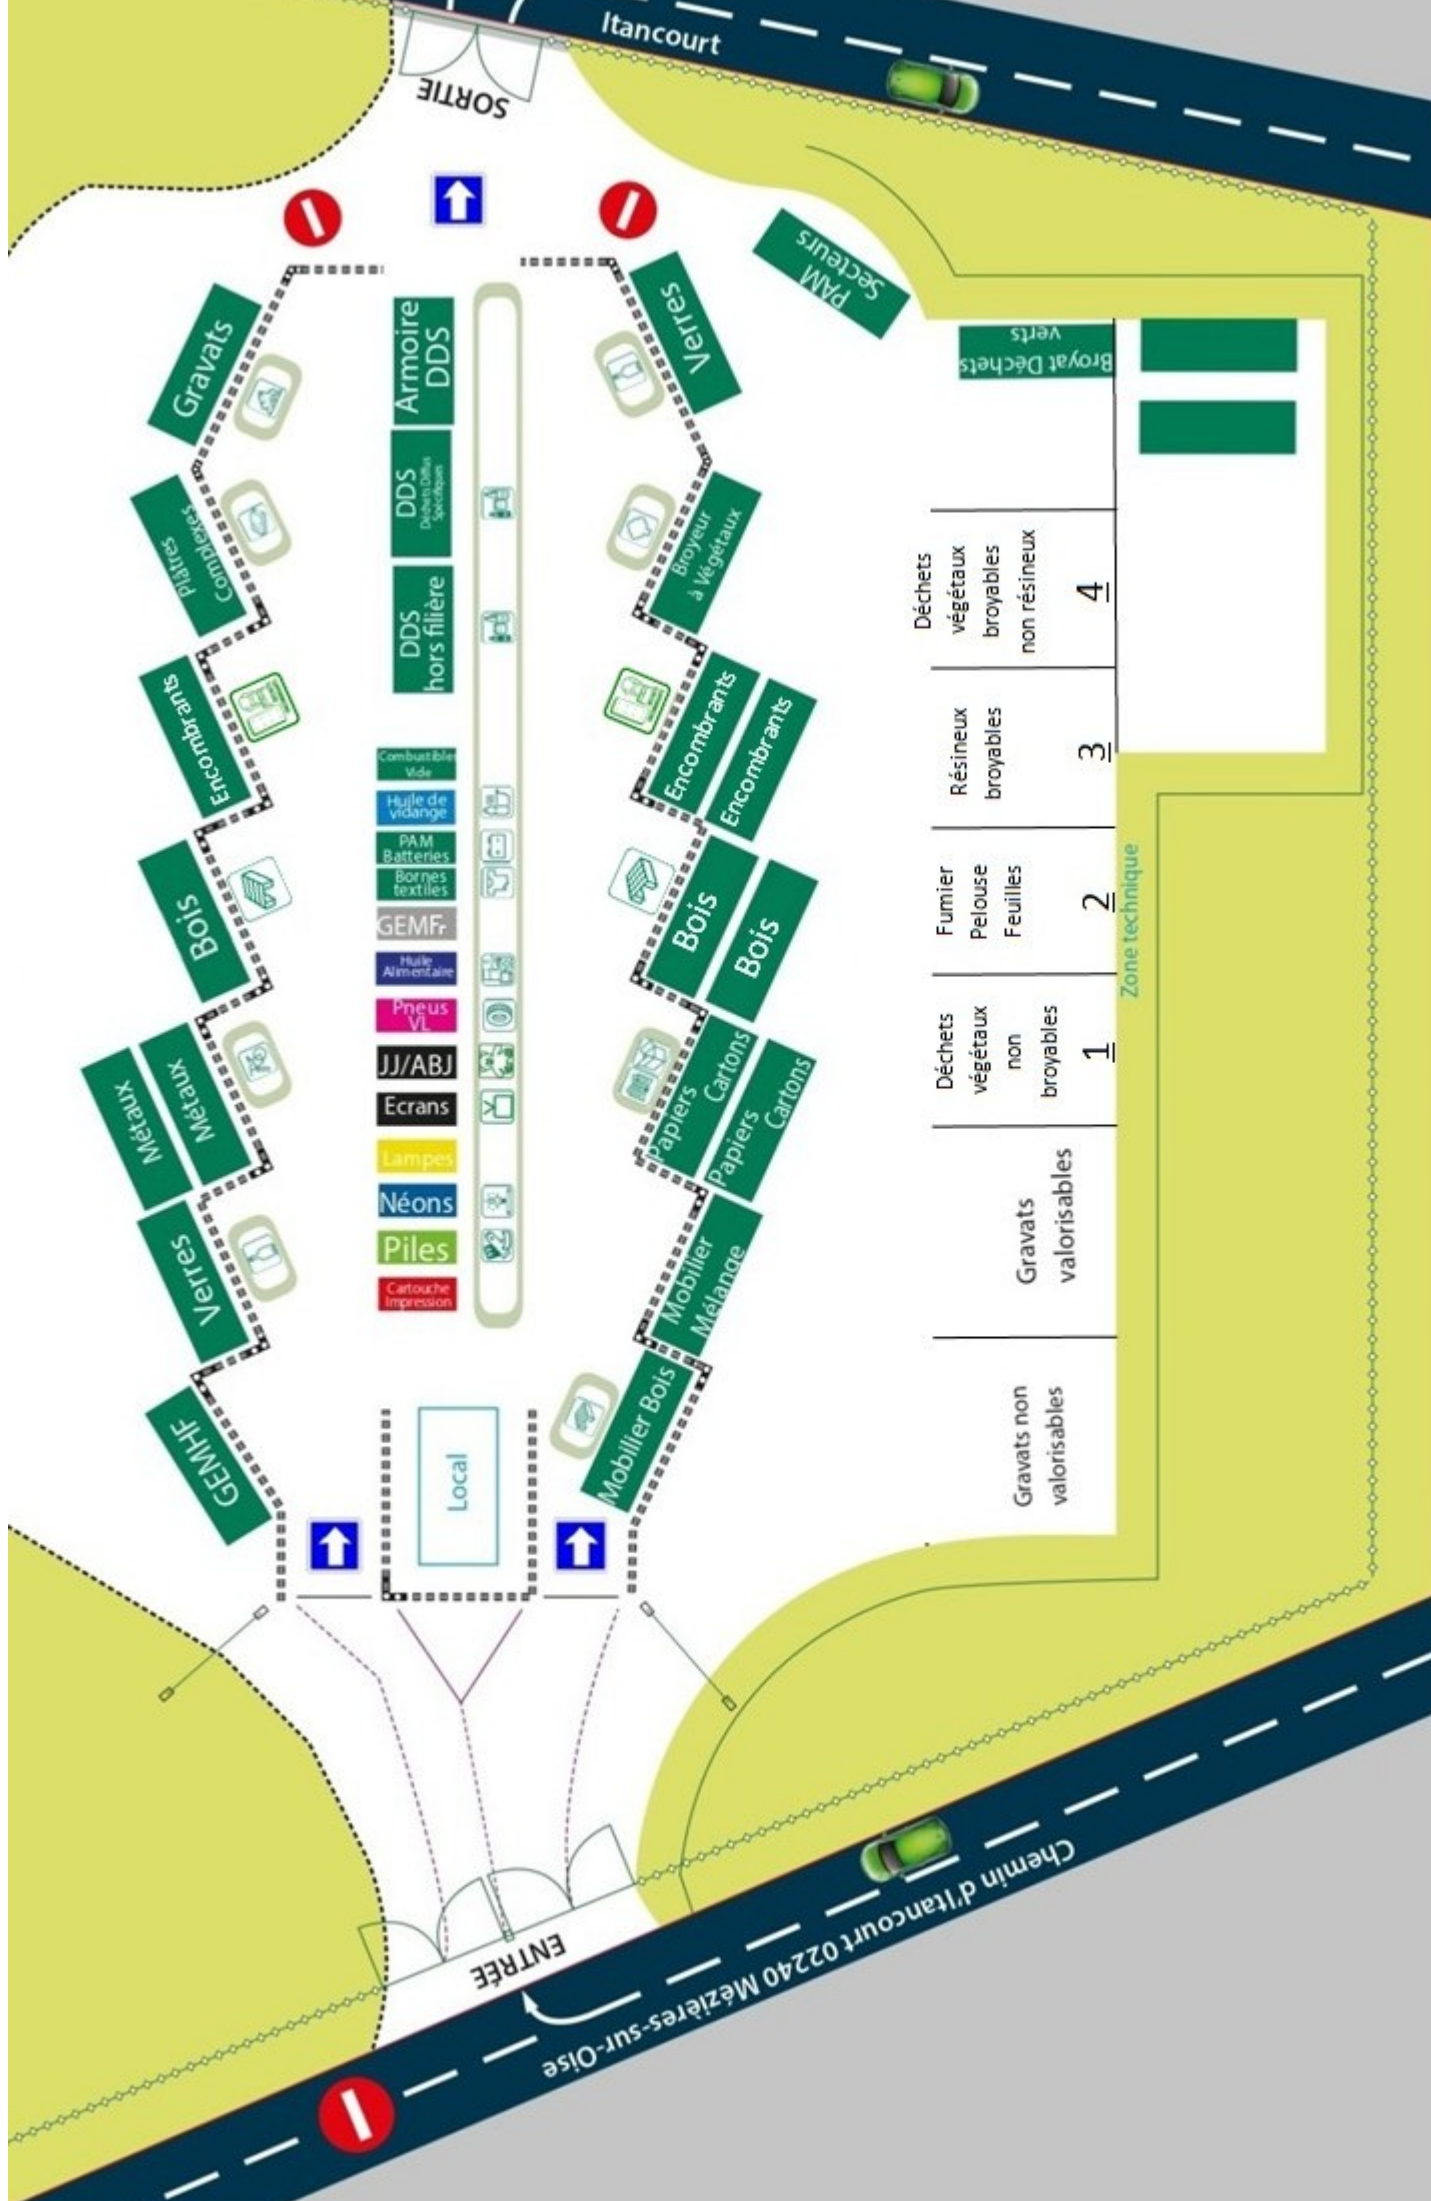 Itancourt
SORTIE
PAM
Secteurs
Broyat Déchets
verts
Gravats
Plâtres
Complexes
Encombrants
Bois
Métaux
Métaux
Verres
GEMHF
Armoire
DDS
DDS
Déchets Diffus
Spécifiques
DDS
hors filière
Combustibles
Vide
Huile de
vidange
PAM
Batteries
Bornes
textiles
GEMFr
Huile
Alimentaire
Pneus
VL
JJ/ABJ
Ecrans
Lampes
Néons
Piles
Cartouche
Impression
Local
Verres
Broyeur
à Végétaux
Encombrants
Encombrants
Bois
Bois
Papiers
Cartons
Papiers
Cartons
Mobilier
Mélange
Mobilier Bois
Déchets
végétaux
broyables
non résineux
4
Résineux
broyables
3
Fumier
Pelouse
Feuilles
2
Déchets
végétaux
non
broyables
1
Gravats
valorisables
Gravats non
valorisables
Zone technique
ENTRÉE
Chemin d'Itancourt 02240 Mézières-sur-Oise